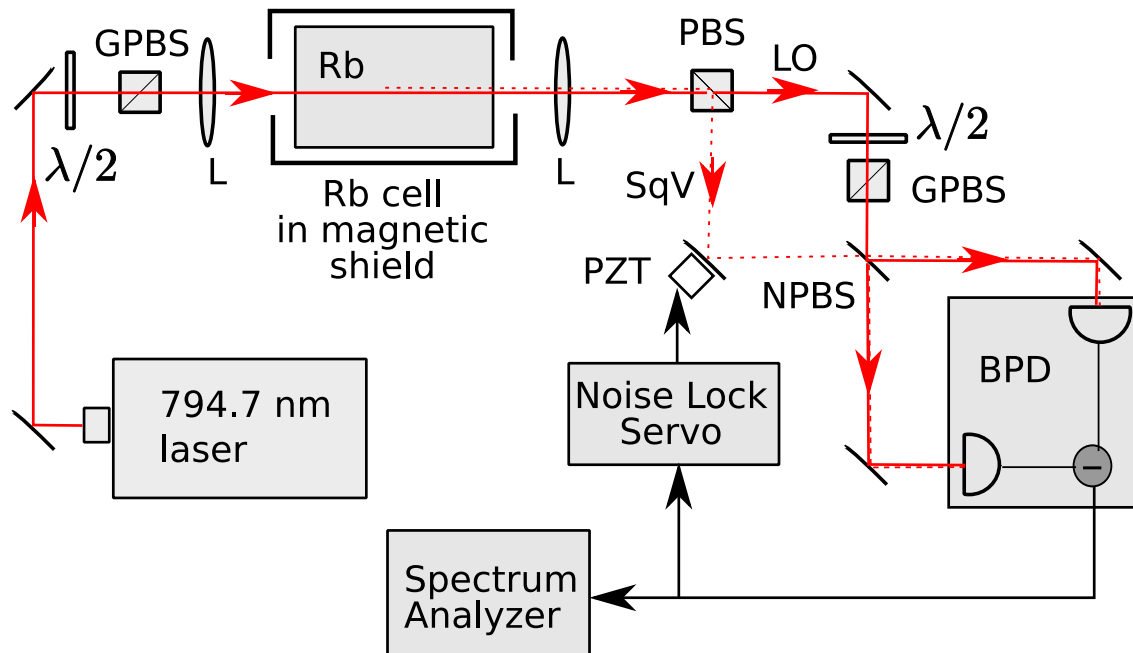 GPBS
PBS
LO
Rb
λ/2
λ/2
L
L
SqV
GPBS
Rb cell
in magnetic
shield
PZT
NPBS
BPD
794.7 nm
laser
Noise Lock
Servo
−
Spectrum
Analyzer